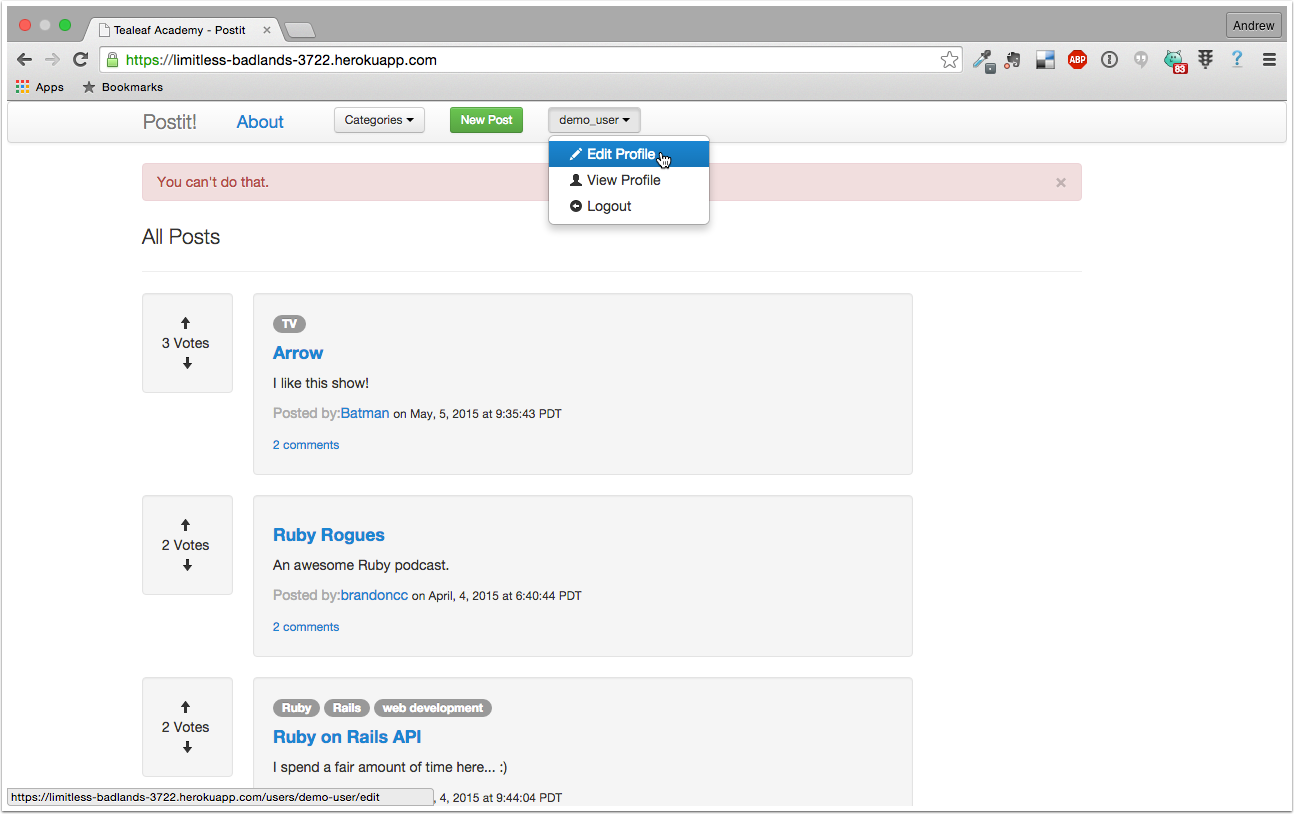 Tealeaf Academy - Postit
Andrew
https://limitless-badlands-3722.herokuapp.com
ABP
83
?
Apps
Bookmarks
Postit!
About
Categories
New Post
demo_user
Edit Profile
View Profile
Logout
You can't do that.
×
All Posts
3 Votes
TV
Arrow
I like this show!
Posted by:Batman on May, 5, 2015 at 9:35:43 PDT
2 comments
2 Votes
Ruby Rogues
An awesome Ruby podcast.
Posted by:brandoncc on April, 4, 2015 at 6:40:44 PDT
2 comments
2 Votes
Ruby Rails web development
Ruby on Rails API
I spend a fair amount of time here... :)
https://limitless-badlands-3722.herokuapp.com/users/demo-user/edit
, 4, 2015 at 9:44:04 PDT